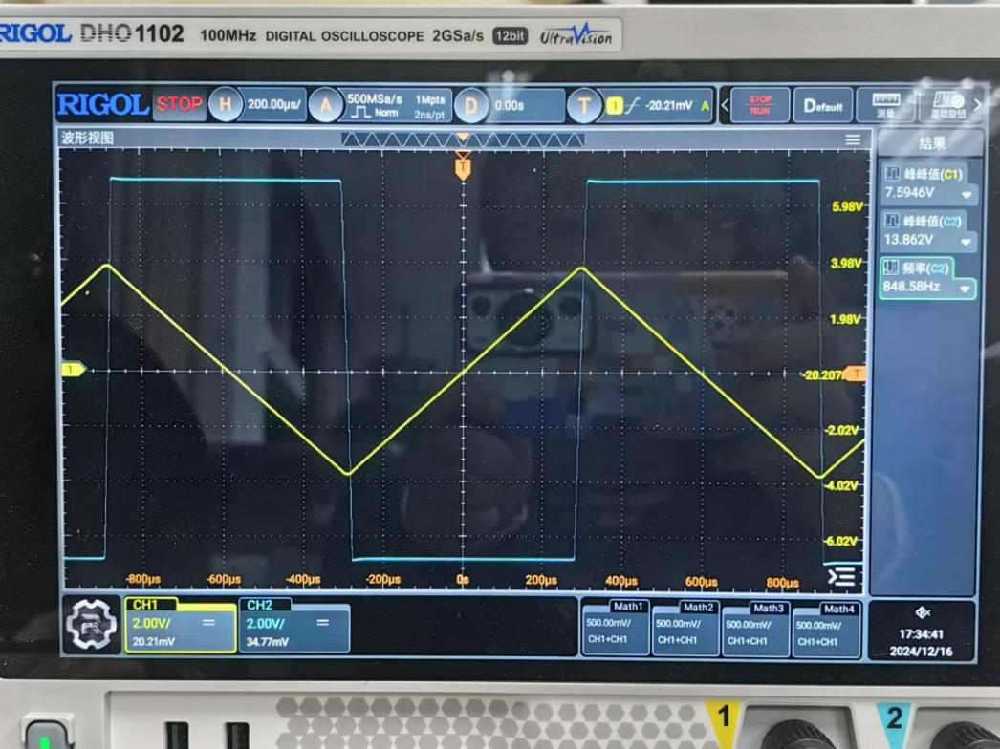 RIGOL DHO1102 100MHz DIGITAL OSCILLOSCOPE 2GSa/s 12bit UltraVision
RIGOL STOP H 200.00μs/ A 500MSa/s Norm 1Mpts 2ns/pt D 0.00s T 1 -20.21mV A STOP RUN Default 测量
波形视图
结果
T
峰峰值(C1)
7.5946V
5.98V
峰峰值(C2)
13.862V
3.98V
频率(C2)
848.58Hz
1.98V
1
T
-2.02V
-4.02V
-6.02V
-800μs -600μs -400μs -200μs 0s 200μs 400μs 600μs 800μs
CH1 CH2 Math1 Math2 Math3 Math4
2.00V/ 2.00V/ 500.00mV/ 500.00mV/ 500.00mV/ 500.00mV/
20.21mV 34.77mV CH1+CH1 CH1+CH1 CH1+CH1 CH1+CH1
17:34:41
2024/12/16
1 2